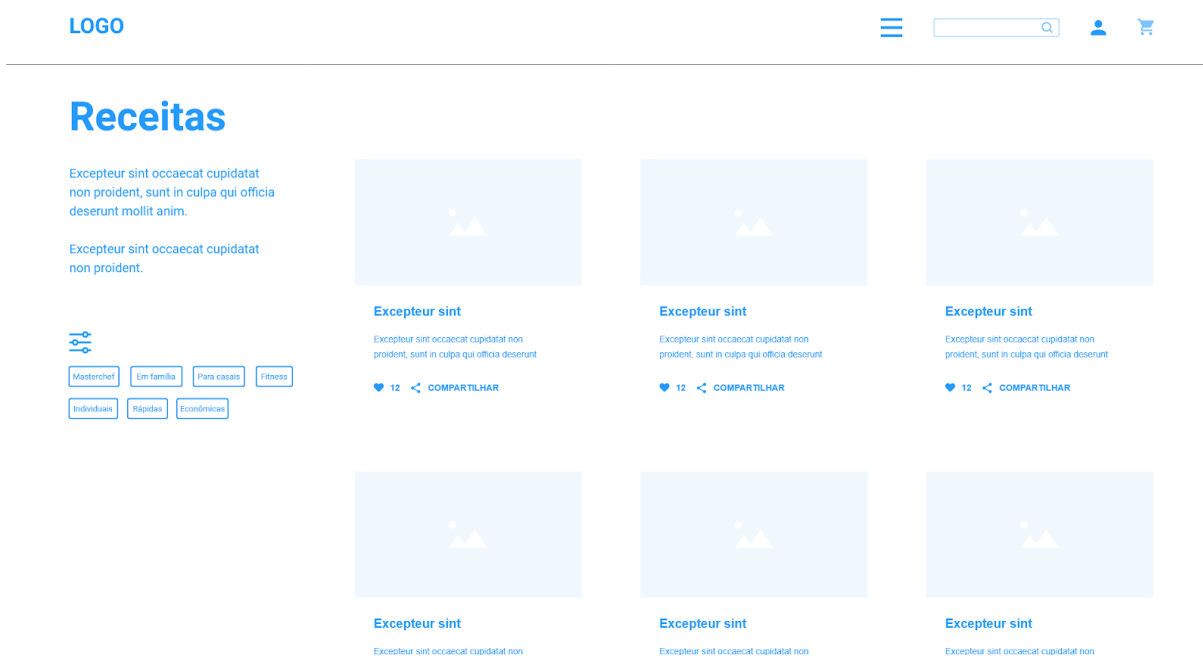 LOGO
Receitas
Excepteur sint occaecat cupidatat
non proident, sunt in culpa qui officia
deserunt mollit anim.
Excepteur sint occaecat cupidatat
non proident.
Masterchef
Em família
Para casais
Fitness
Individuais
Rápidas
Econômicas
Excepteur sint
Excepteur sint occaecat cupidatat non
proident, sunt in culpa qui officia deserunt
12 COMPARTILHAR
Excepteur sint
Excepteur sint occaecat cupidatat non
proident, sunt in culpa qui officia deserunt
12 COMPARTILHAR
Excepteur sint
Excepteur sint occaecat cupidatat non
proident, sunt in culpa qui officia deserunt
12 COMPARTILHAR
Excepteur sint
Excepteur sint occaecat cupidatat non
Excepteur sint
Excepteur sint occaecat cupidatat non
Excepteur sint
Excepteur sint occaecat cupidatat non